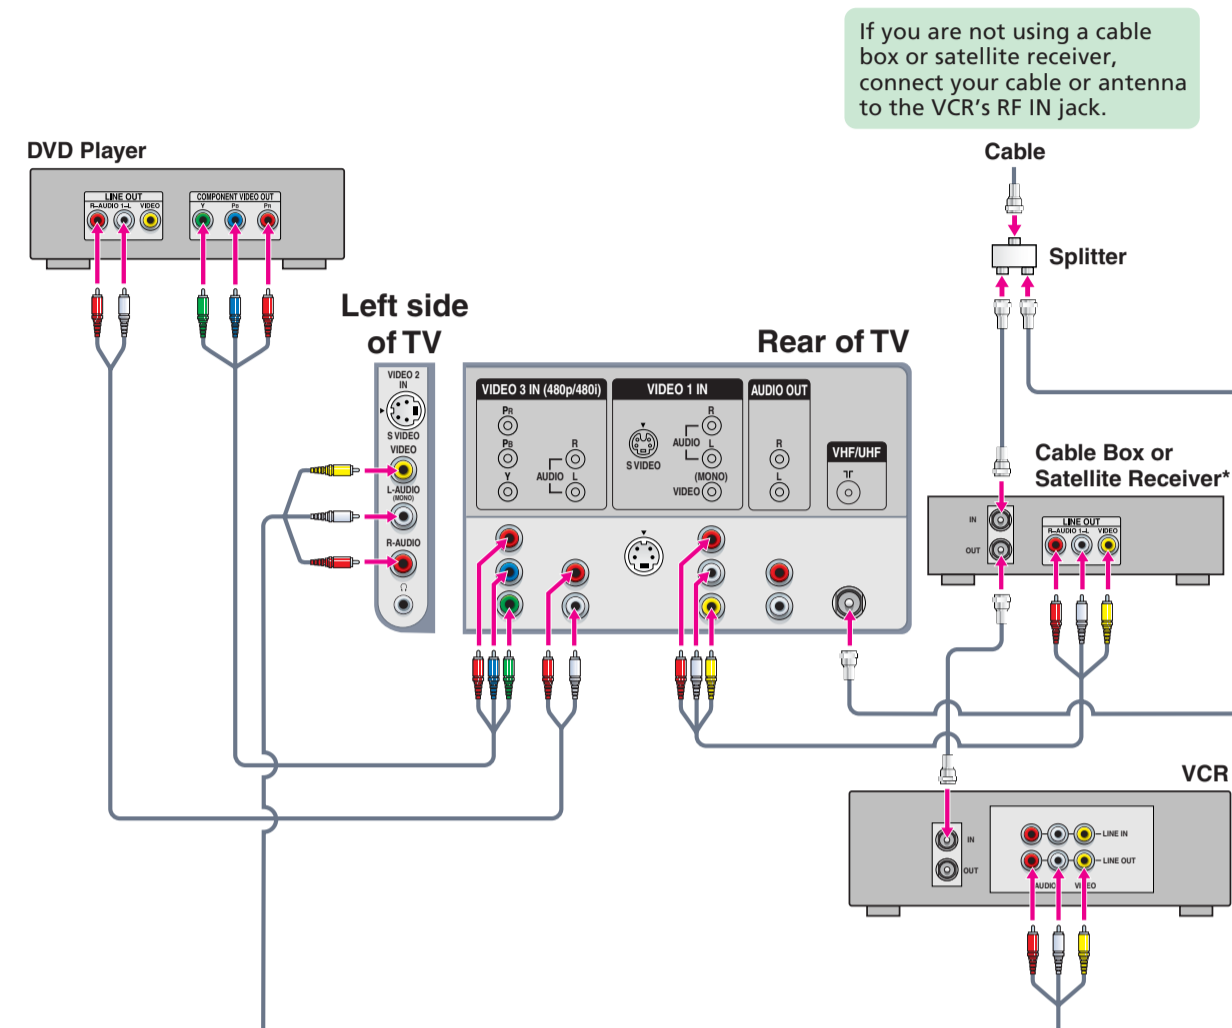 If you are not using a cable
box or satellite receiver,
connect your cable or antenna
to the VCR's RF IN jack.
Cable
Splitter
DVD Player
LINE OUT
R–AUDIO 1–L VIDEO
COMPONENT VIDEO OUT
Y PB PR
Left side
of TV
VIDEO 2
IN
S VIDEO
VIDEO
L-AUDIO
(MONO)
R-AUDIO
Rear of TV
VIDEO 3 IN (480p/480i)
PR
PB
Y
R
AUDIO L
VIDEO 1 IN
S VIDEO
R
AUDIO L
(MONO)
VIDEO
AUDIO OUT
R
L
VHF/UHF
Cable Box or
Satellite Receiver*
IN
OUT
LINE OUT
R–AUDIO 1–L VIDEO
VCR
IN
OUT
LINE IN
LINE OUT
AUDIO VIDEO